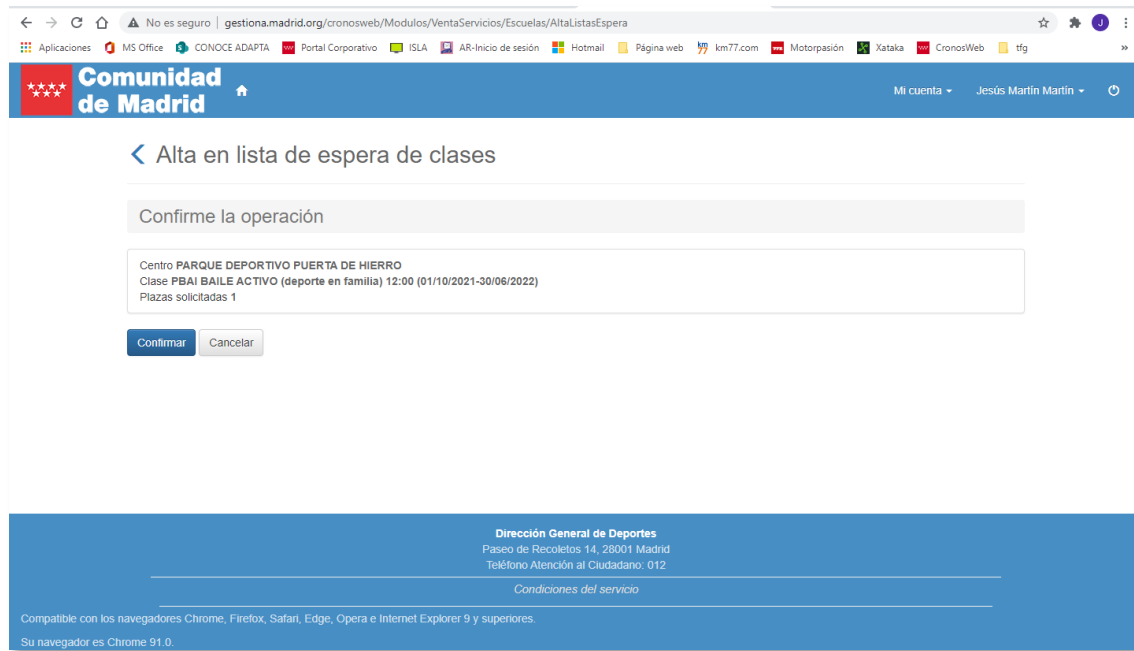 No es seguro | gestiona.madrid.org/cronosweb/Modulos/VentaServicios/Escuelas/AltaListasEspera
J
Aplicaciones MS Office CONOCE ADAPTA Portal Corporativo ISLA AR-Inicio de sesión Hotmail Página web km77.com Motorpasión Xataka CronosWeb tfg »
Comunidad
de Madrid
Mi cuenta Jesús Martín Martín
Alta en lista de espera de clases
Confirme la operación
Centro PARQUE DEPORTIVO PUERTA DE HIERRO
Clase PBAI BAILE ACTIVO (deporte en familia) 12:00 (01/10/2021-30/06/2022)
Plazas solicitadas 1
Confirmar Cancelar
Dirección General de Deportes
Paseo de Recoletos 14, 28001 Madrid
Teléfono Atención al Ciudadano: 012
Condiciones del servicio
Compatible con los navegadores Chrome, Firefox, Safari, Edge, Opera e Internet Explorer 9 y superiores.
Su navegador es Chrome 91.0.